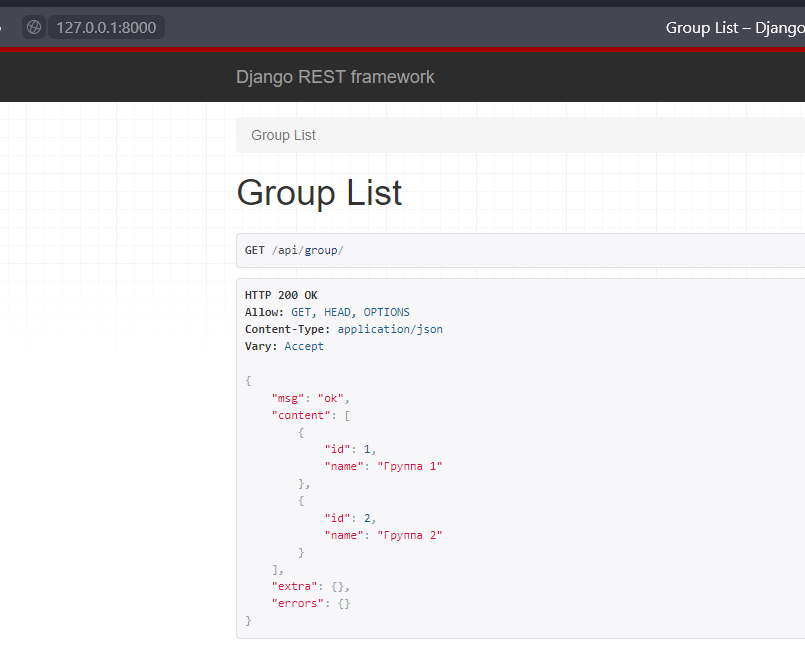 127.0.0.1:8000
Group List – Django
Django REST framework
Group List
Group List
GET /api/group/
HTTP 200 OK
Allow: GET, HEAD, OPTIONS
Content-Type: application/json
Vary: Accept
{
    "msg": "ok",
    "content": [
        {
            "id": 1,
            "name": "Группа 1"
        },
        {
            "id": 2,
            "name": "Группа 2"
        }
    ],
    "extra": {},
    "errors": {}
}